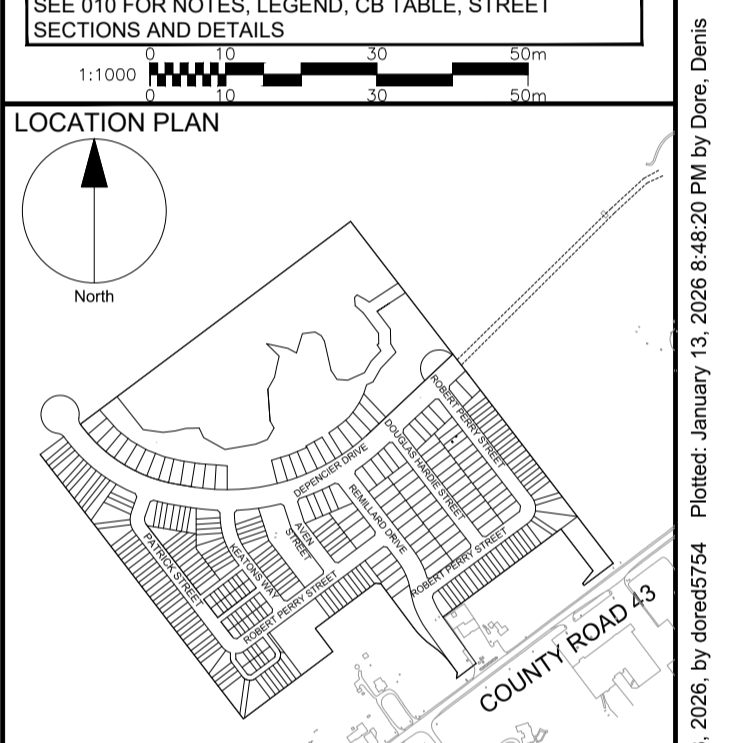 SEE 010 FOR NOTES, LEGEND, CB TABLE, STREET
SECTIONS AND DETAILS
0 10 30 50m
1:1000
0 10 30 50m
LOCATION PLAN
North
ROBERT PERRY STREET
DOUGLAS HARDIE STREET
DEPENCIER DRIVE
REMILLARD DRIVE
AVEN
STREET
KEATONS WAY
PATRICK STREET
ROBERT PERRY STREET
ROBERT PERRY STREET
COUNTY ROAD 43
, 2026, by dored5754 Plotted: January 13, 2026 8:48:20 PM by Dore, Denis